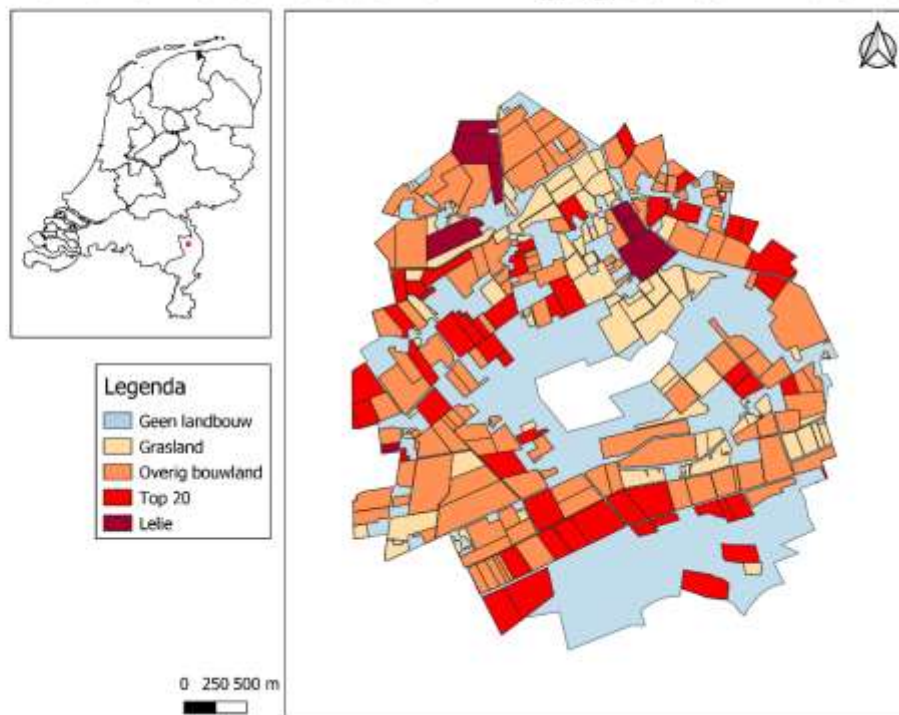 Legenda
Geen landbouw
Grasland
Overig bouwland
Top 20
Lelie
0 250 500 m